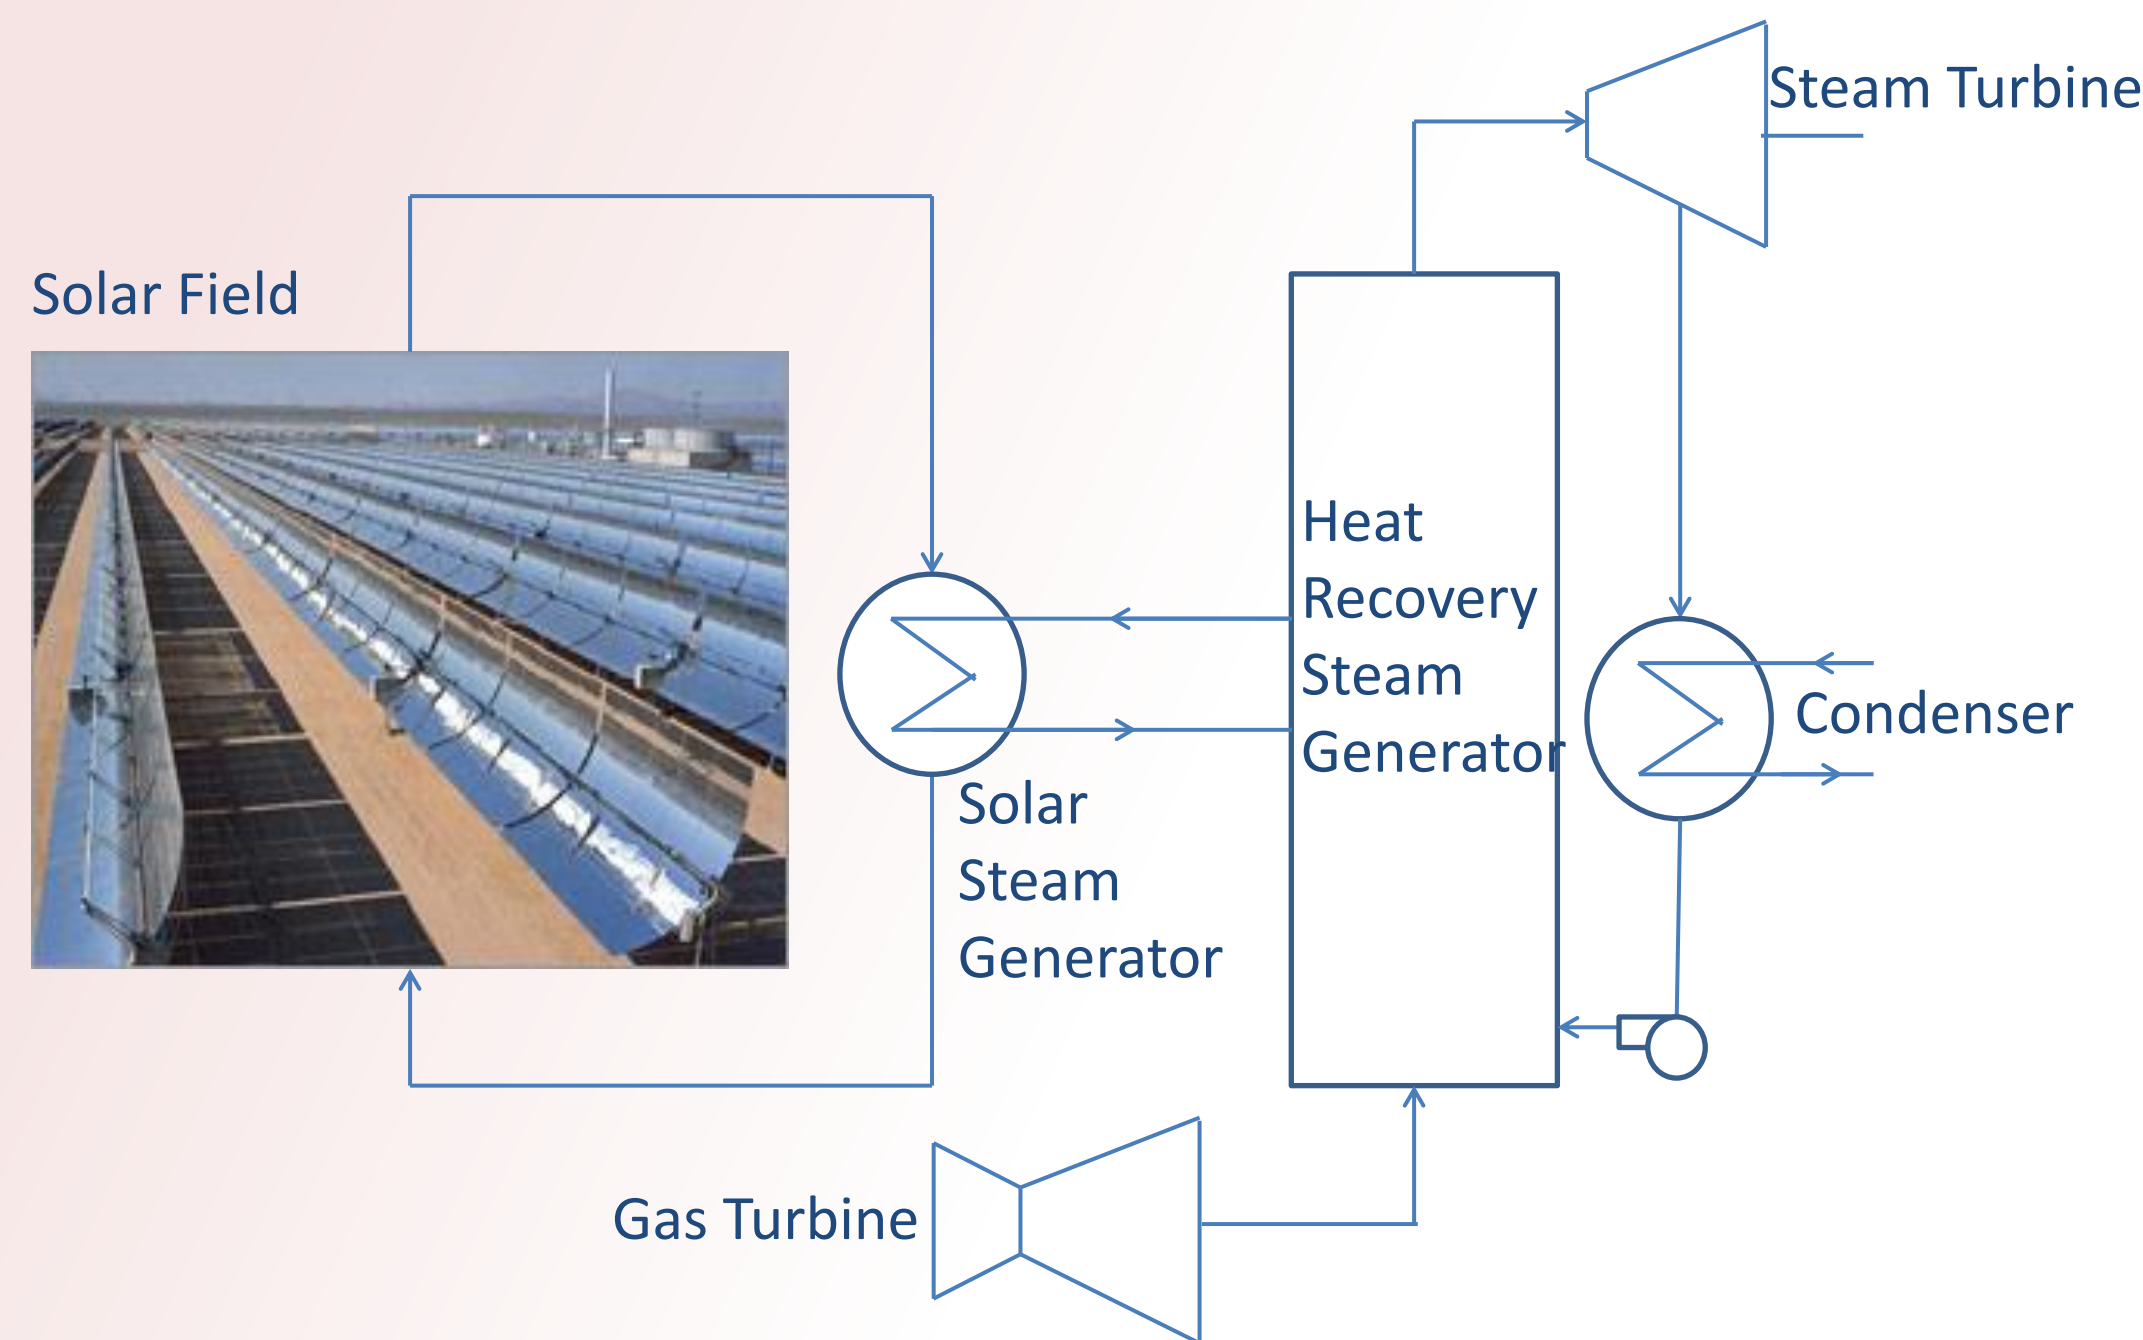 Steam Turbine
Solar Field
Heat
Recovery
Steam
Generator
Condenser
Solar
Steam
Generator
Gas Turbine